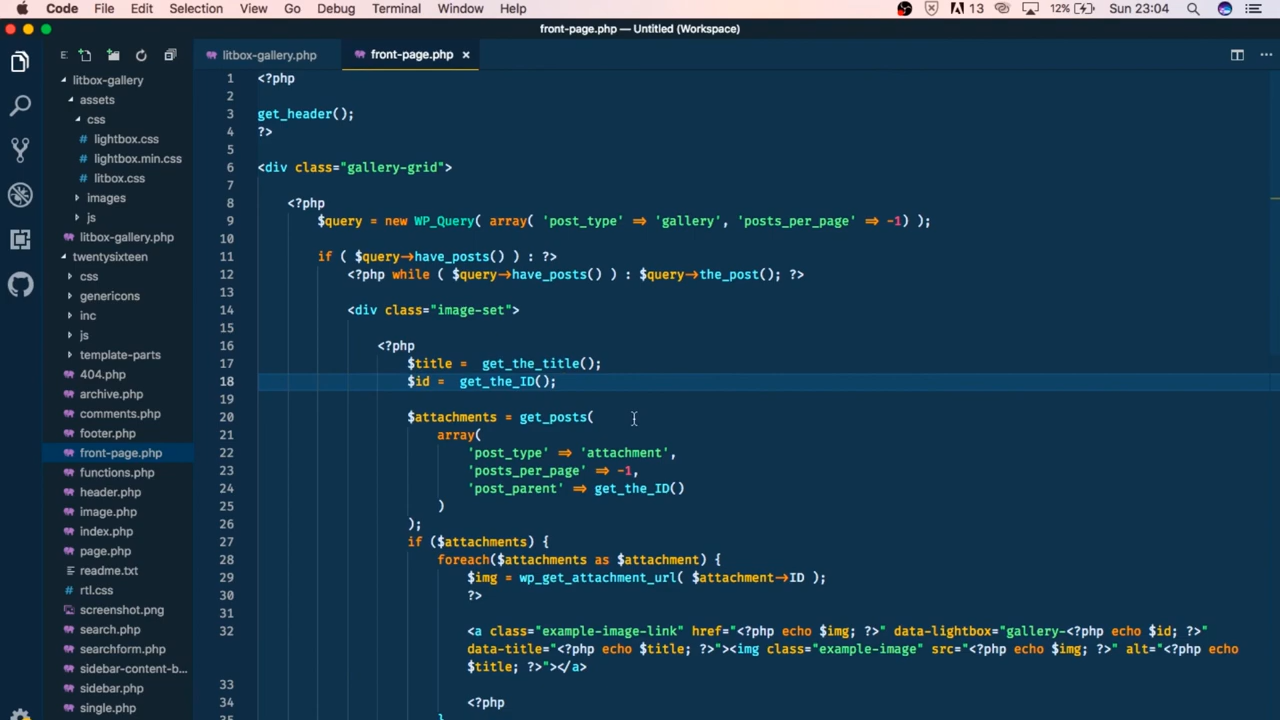 Code File Edit Selection View Go Debug Terminal Window Help 13 12% Sun 23:04
front-page.php — Untitled (Workspace)
E
litbox-gallery.php front-page.php ×
litbox-gallery
assets
css
lightbox.css
lightbox.min.css
litbox.css
images
js
litbox-gallery.php
twentysixteen
css
genericons
inc
js
template-parts
404.php
archive.php
comments.php
footer.php
front-page.php
functions.php
header.php
image.php
index.php
page.php
readme.txt
rtl.css
screenshot.png
search.php
searchform.php
sidebar-content-b...
sidebar.php
single.php
1 <?php
2
3 get_header();
4 ?>
5
6 <div class="gallery-grid">
7
8 <?php
9 $query = new WP_Query( array( 'post_type' => 'gallery', 'posts_per_page' => -1) );
10
11 if ( $query->have_posts() ) : ?>
12 <?php while ( $query->have_posts() ) : $query->the_post(); ?>
13
14 <div class="image-set">
15
16 <?php
17 $title = get_the_title();
18 $id = get_the_ID();
19
20 $attachments = get_posts(
21 array(
22 'post_type' => 'attachment',
23 'posts_per_page' => -1,
24 'post_parent' => get_the_ID()
25 )
26 );
27 if ($attachments) {
28 foreach($attachments as $attachment) {
29 $img = wp_get_attachment_url( $attachment->ID );
30 ?>
31
32 <a class="example-image-link" href="<?php echo $img; ?>" data-lightbox="gallery-<?php echo $id; ?>"
data-title="<?php echo $title; ?>"><img class="example-image" src="<?php echo $img; ?>" alt="<?php echo
$title; ?>"></a>
33
34 <?php
35 }